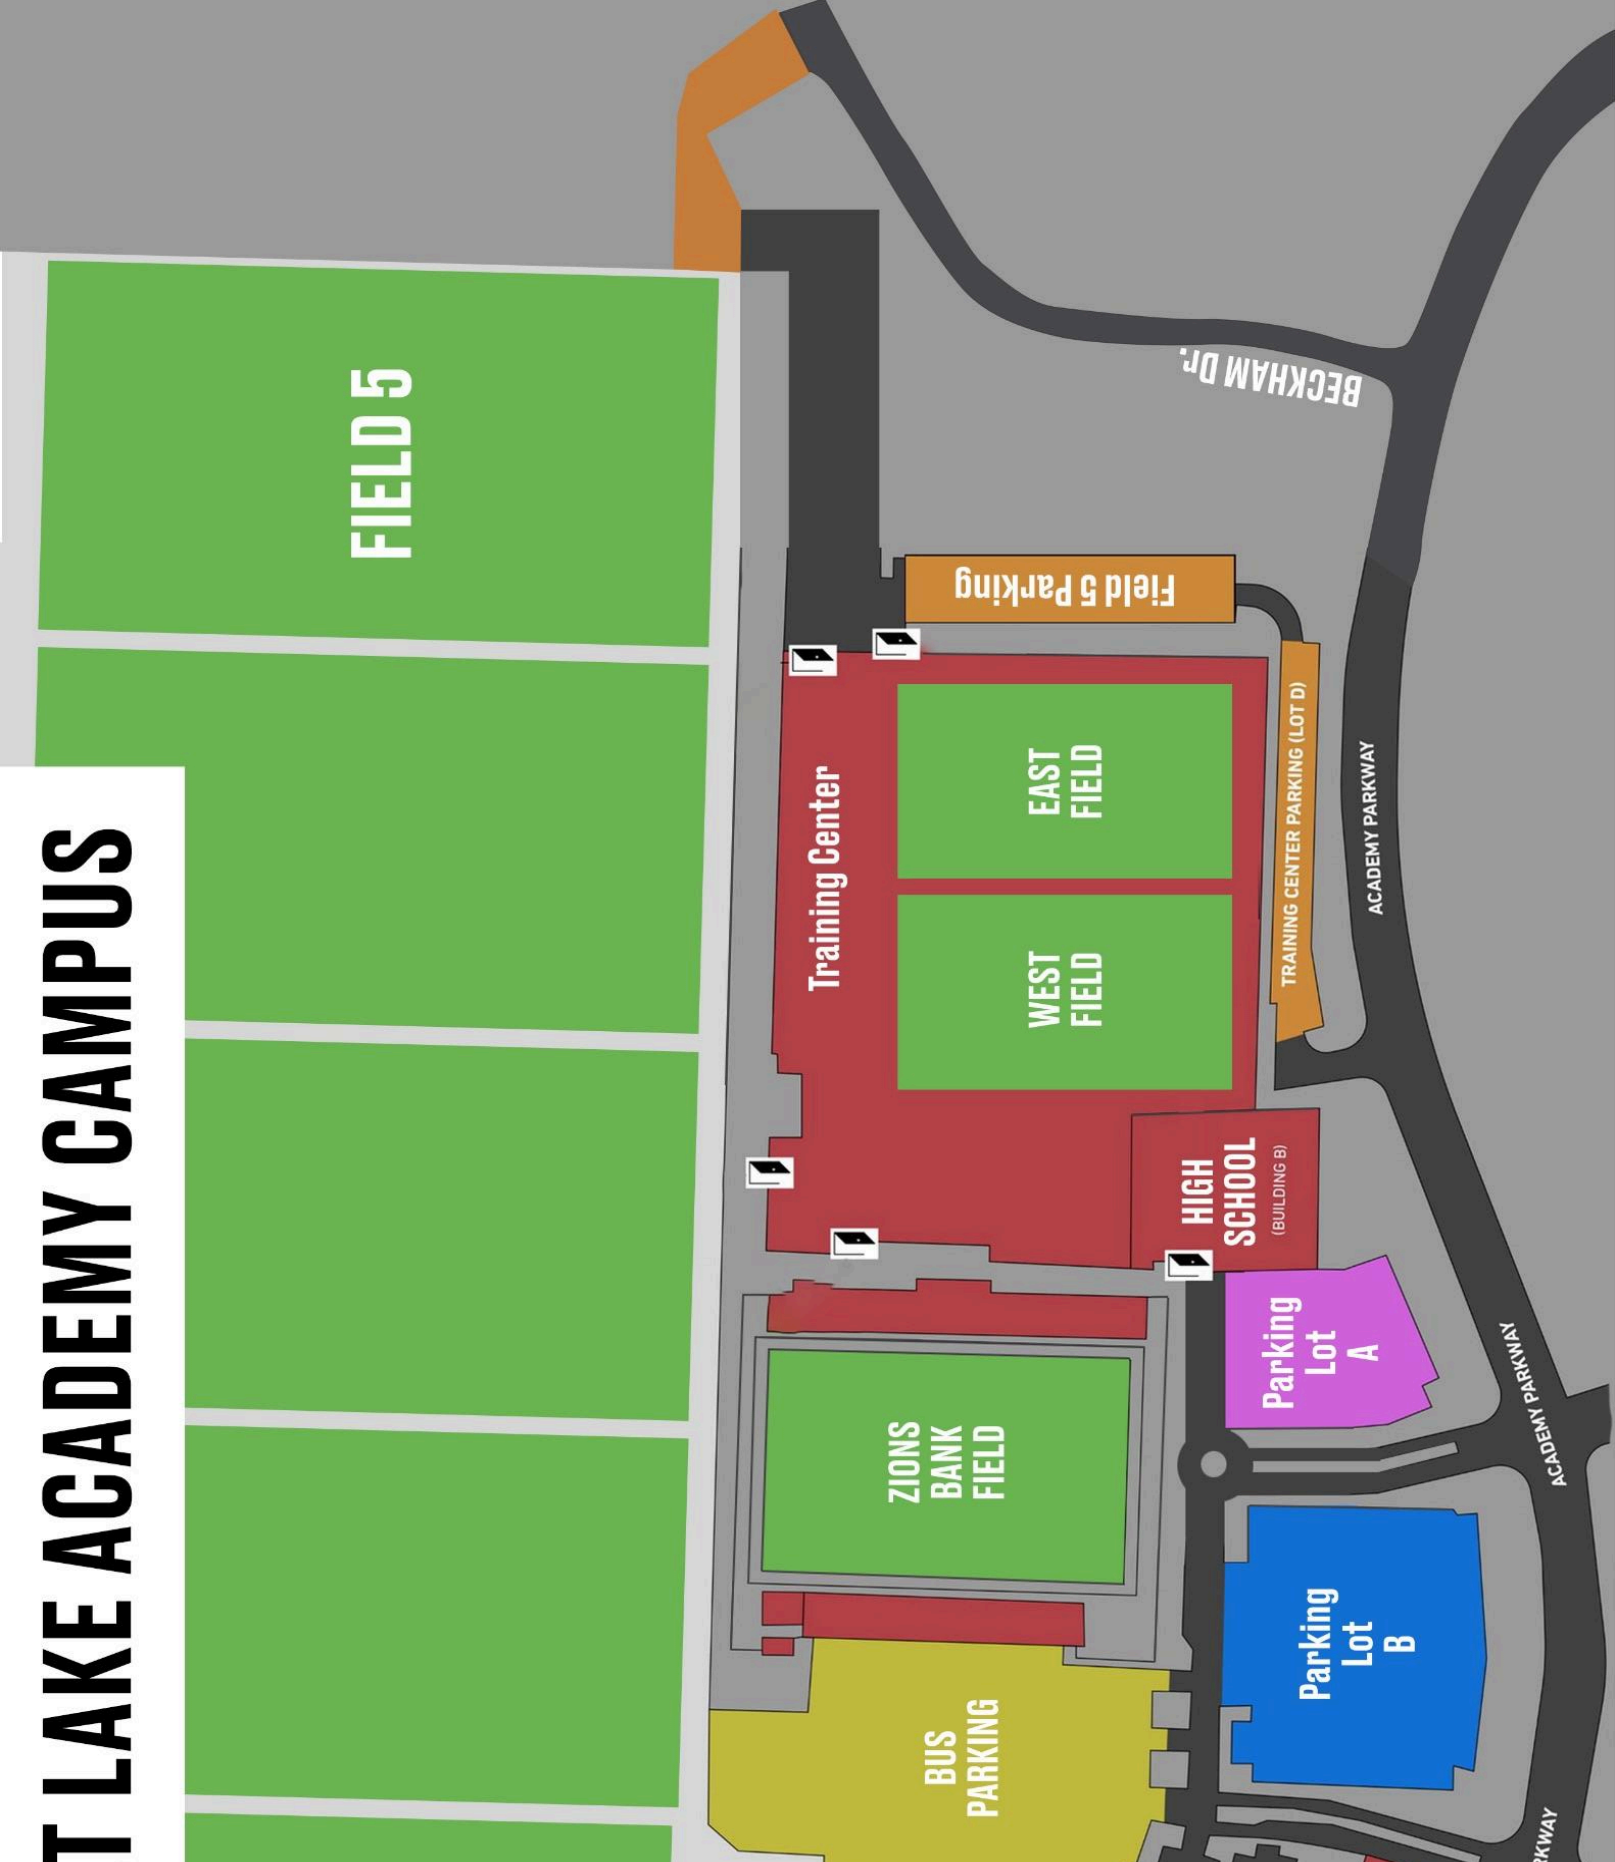 T LAKE ACADEMY CAMPUS
FIELD 5
BECKHAM Dr.
Field 5 Parking
Training Center
EAST
FIELD
WEST
FIELD
TRAINING CENTER PARKING (LOT D)
ACADEMY PARKWAY
HIGH
SCHOOL
(BUILDING B)
Parking
Lot
A
ACADEMY PARKWAY
ZIONS
BANK
FIELD
Parking
Lot
B
BUS
PARKING
KWAY